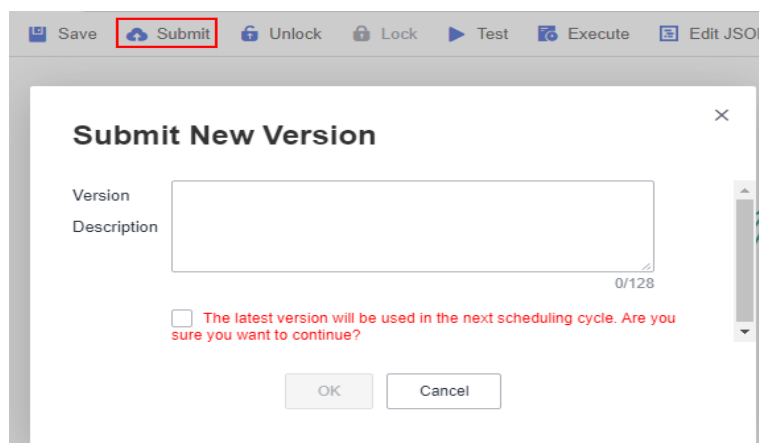 Save Submit Unlock Lock Test Execute Edit JSO
Submit New Version
Version
Description
0/128
The latest version will be used in the next scheduling cycle. Are you
sure you want to continue?
OK Cancel